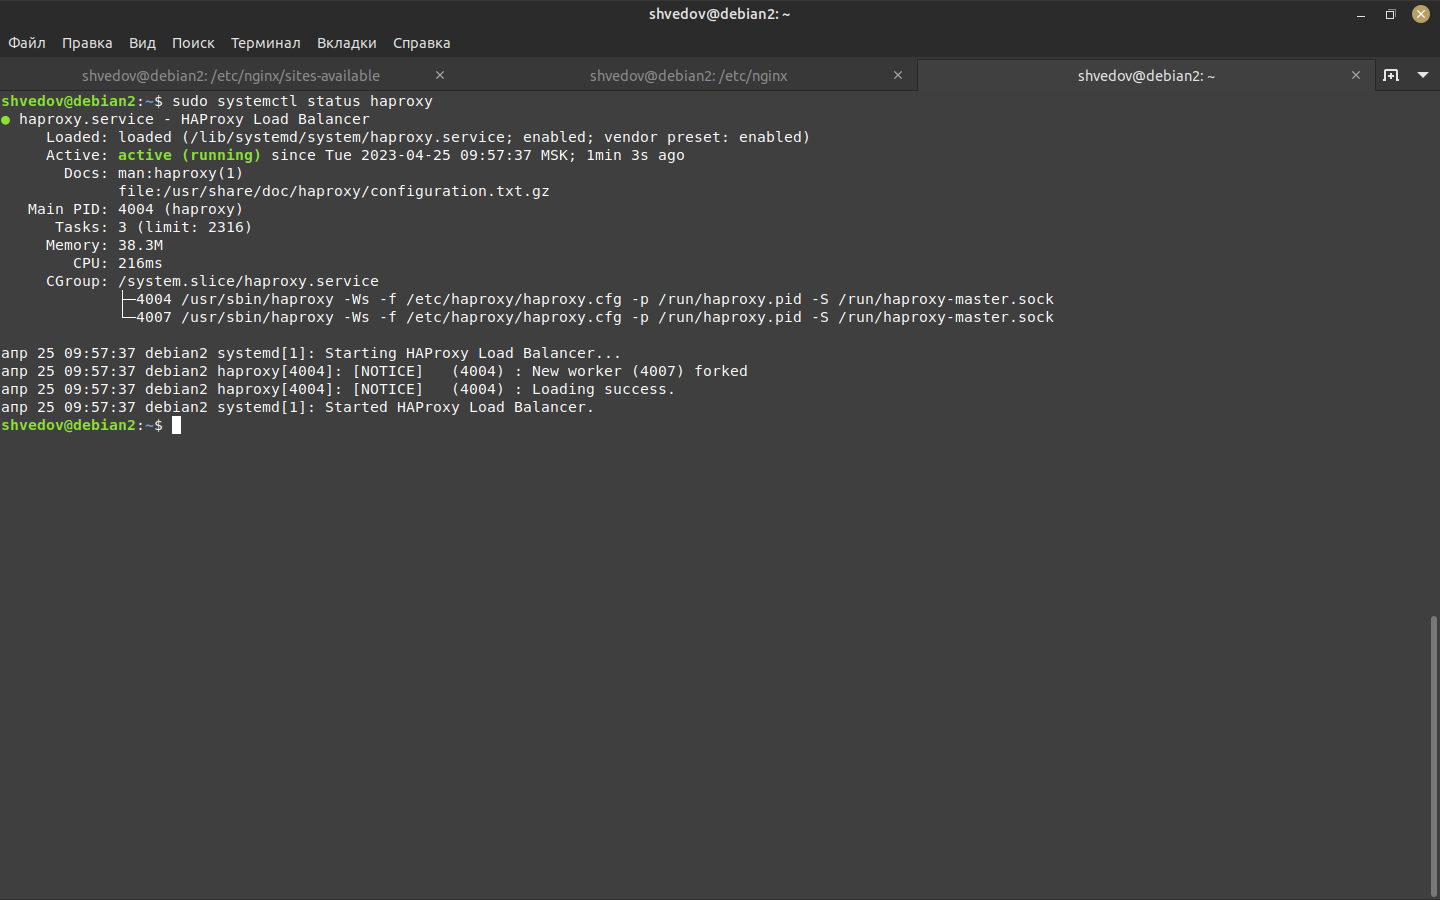 shvedov@debian2: ~
Файл Правка Вид Поиск Терминал Вкладки Справка
shvedov@debian2: /etc/nginx/sites-available × shvedov@debian2: /etc/nginx × shvedov@debian2: ~ ×
shvedov@debian2:~$ sudo systemctl status haproxy
● haproxy.service - HAProxy Load Balancer
     Loaded: loaded (/lib/systemd/system/haproxy.service; enabled; vendor preset: enabled)
     Active: active (running) since Tue 2023-04-25 09:57:37 MSK; 1min 3s ago
       Docs: man:haproxy(1)
             file:/usr/share/doc/haproxy/configuration.txt.gz
   Main PID: 4004 (haproxy)
      Tasks: 3 (limit: 2316)
     Memory: 38.3M
        CPU: 216ms
     CGroup: /system.slice/haproxy.service
             ├─4004 /usr/sbin/haproxy -Ws -f /etc/haproxy/haproxy.cfg -p /run/haproxy.pid -S /run/haproxy-master.sock
             └─4007 /usr/sbin/haproxy -Ws -f /etc/haproxy/haproxy.cfg -p /run/haproxy.pid -S /run/haproxy-master.sock
апр 25 09:57:37 debian2 systemd[1]: Starting HAProxy Load Balancer...
апр 25 09:57:37 debian2 haproxy[4004]: [NOTICE]   (4004) : New worker (4007) forked
апр 25 09:57:37 debian2 haproxy[4004]: [NOTICE]   (4004) : Loading success.
апр 25 09:57:37 debian2 systemd[1]: Started HAProxy Load Balancer.
shvedov@debian2:~$